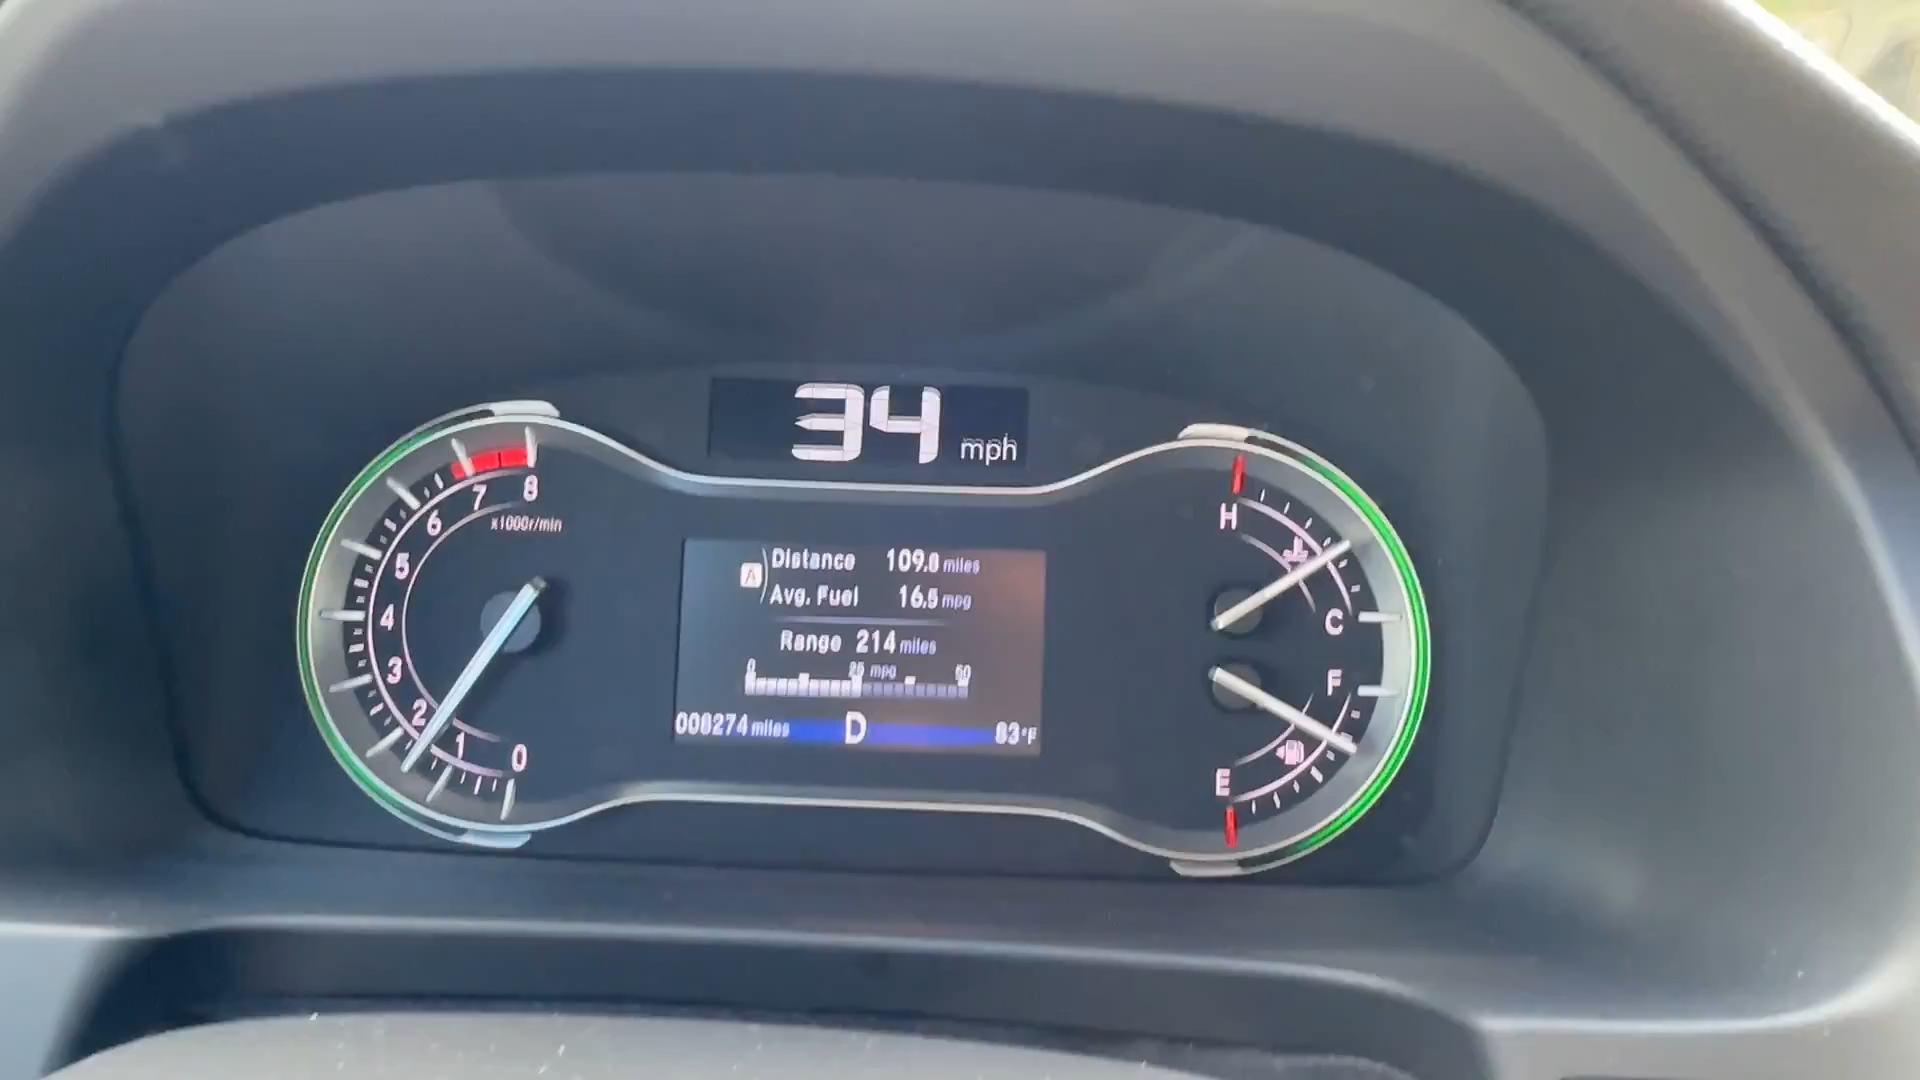 34 mph
8
7
6
x1000r/min
5
4
3
2
1
0
A
Distance 109.0 miles
Avg. Fuel 16.5 mpg
Range 214 miles
0 25 mpg 50
008274 miles D 83°F
H
C
F
E